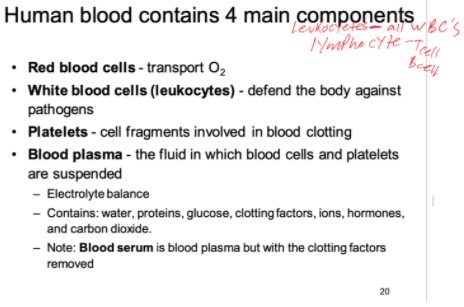 Human blood contains 4 main components
Leukocytes - all WBC's
lymphocyte - T cell
B cell
• Red blood cells - transport O₂
• White blood cells (leukocytes) - defend the body against
pathogens
• Platelets - cell fragments involved in blood clotting
• Blood plasma - the fluid in which blood cells and platelets
are suspended
– Electrolyte balance
– Contains: water, proteins, glucose, clotting factors, ions, hormones,
and carbon dioxide.
– Note: Blood serum is blood plasma but with the clotting factors
removed
20